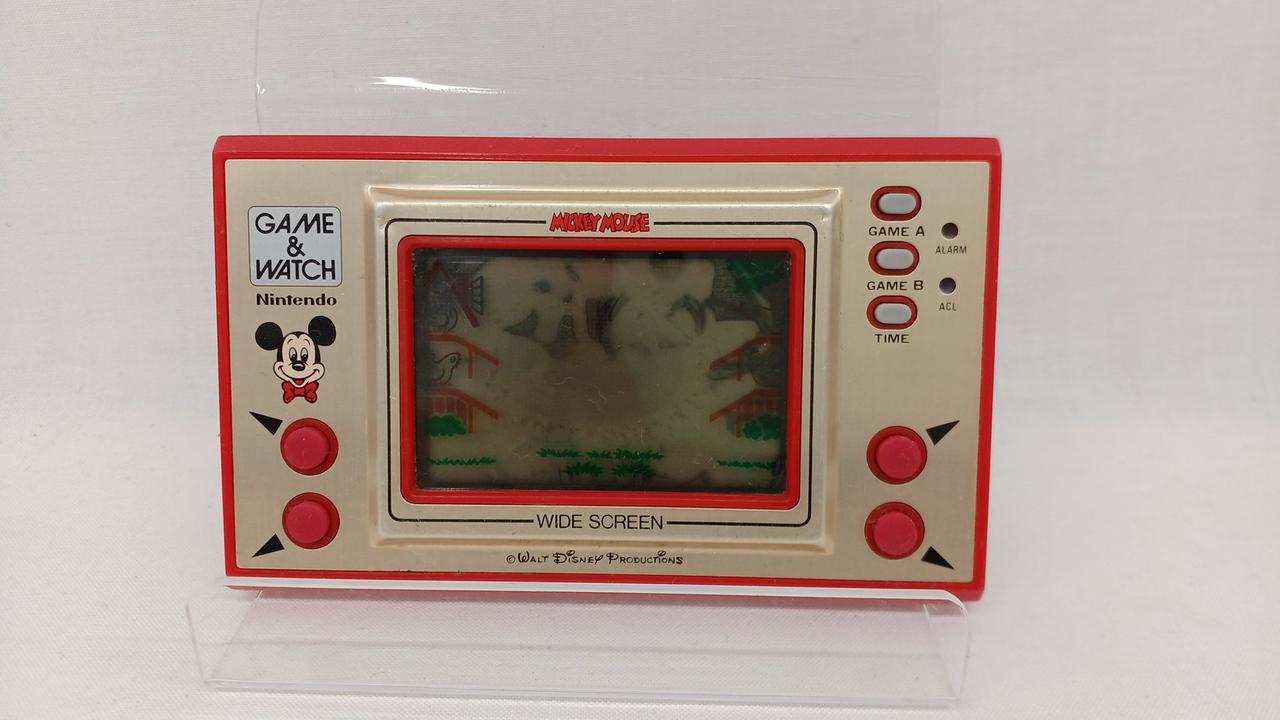 GAME
&
WATCH
Nintendo
MICKEY MOUSE
WIDE SCREEN
© WALT DISNEY PRODUCTIONS
GAME A
ALARM
GAME B
ACL
TIME